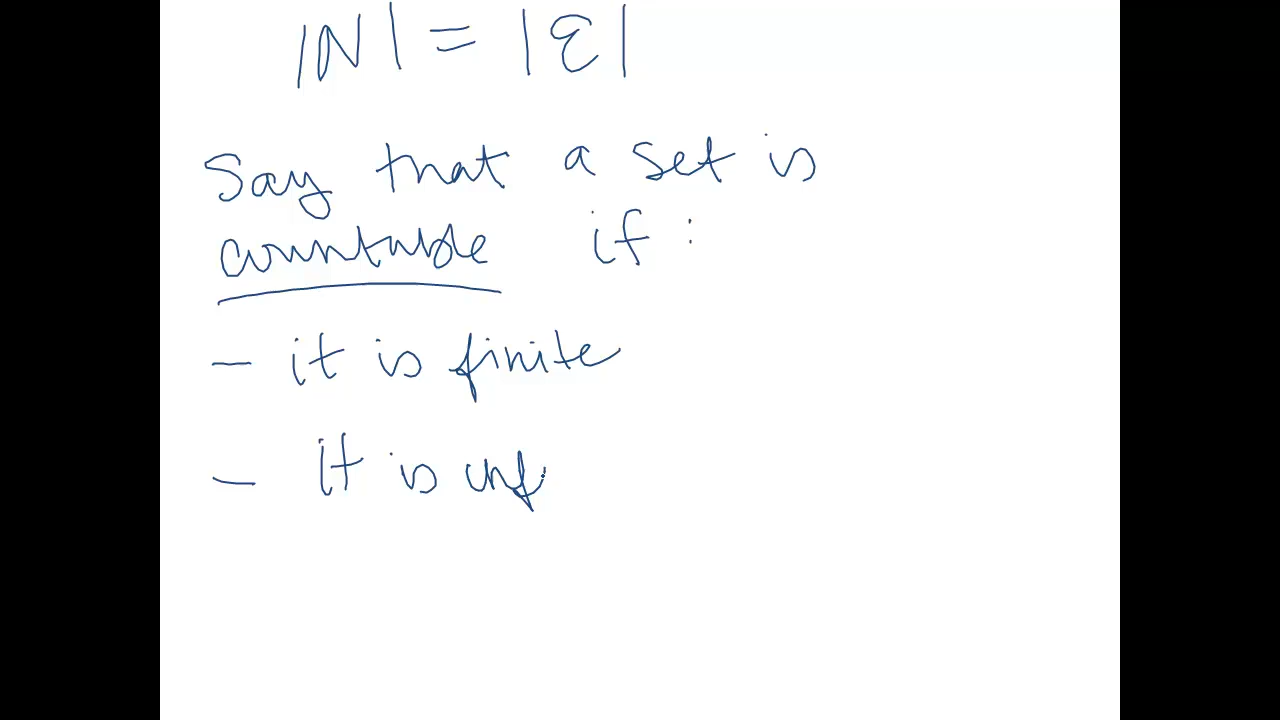 |N| = |E|
Say that a set is
countable if :
- it is finite
- it is inf